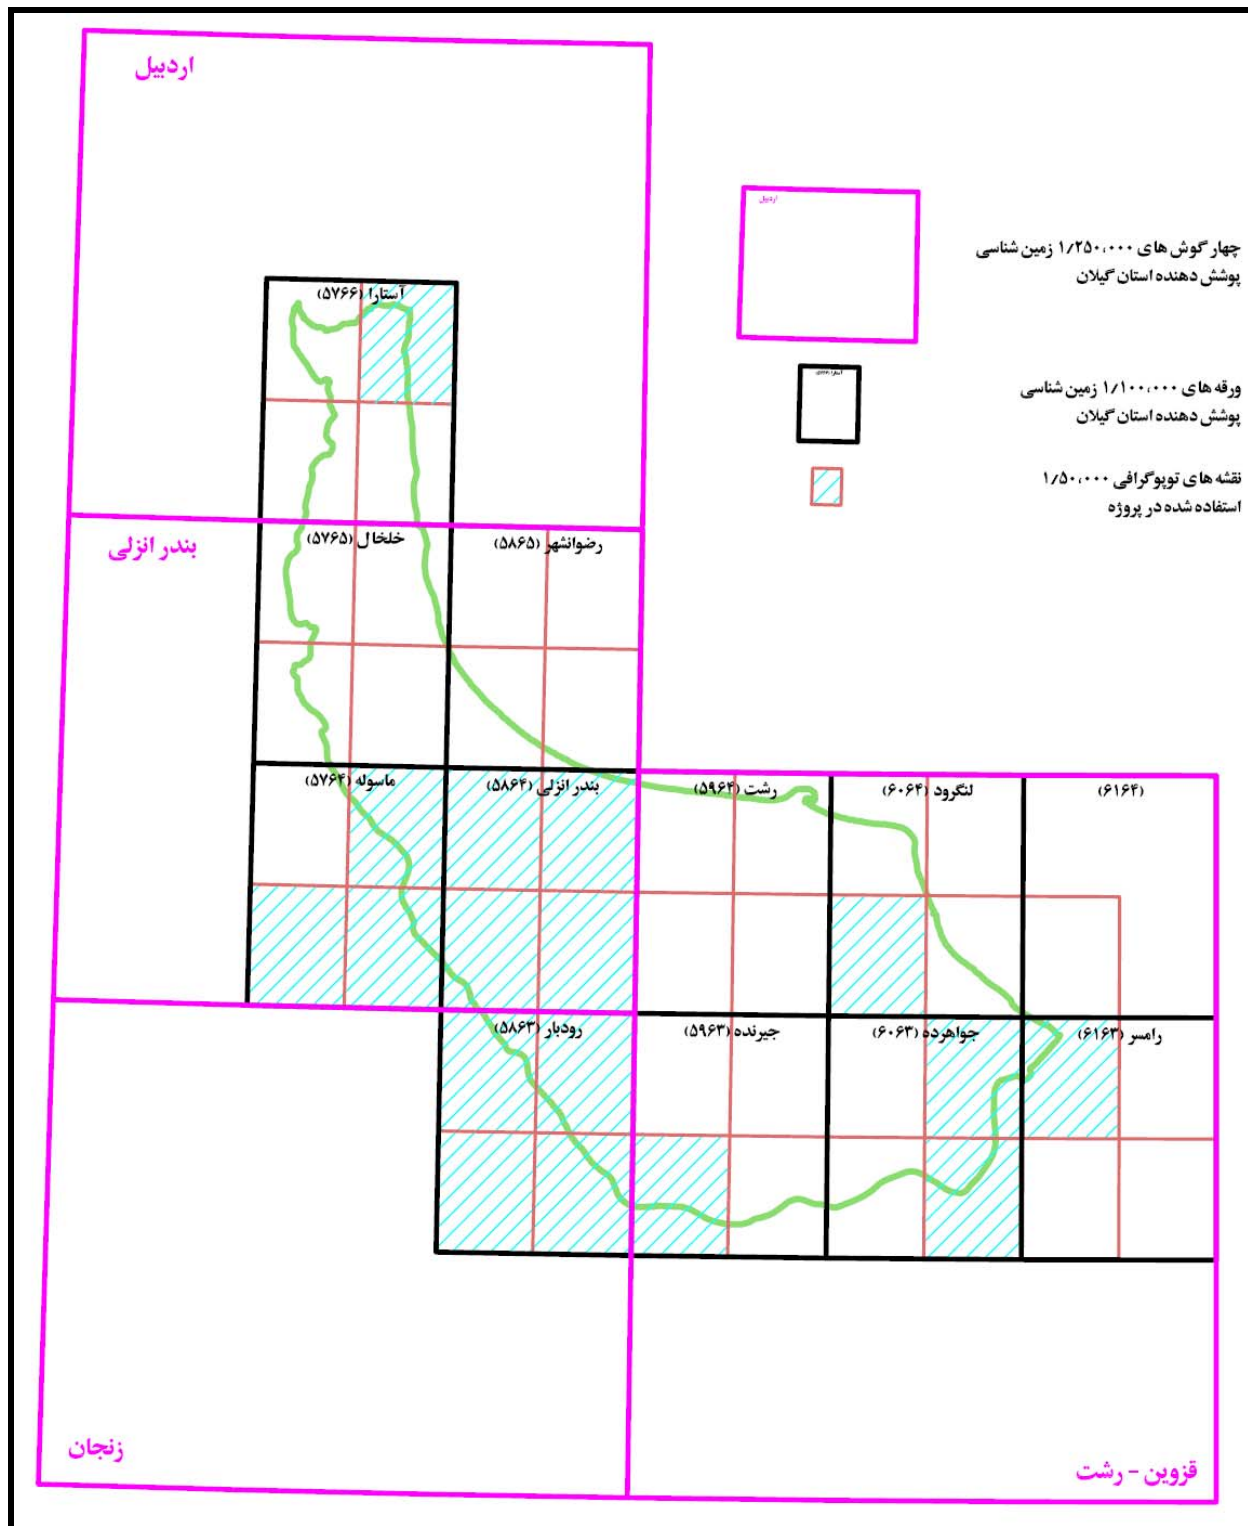 اردبیل
اردبیل
چهار گوش های ۱/۲۵۰،۰۰۰ زمین شناسی
پوشش دهنده استان گیلان
آستارا (۵۷۶۶)
ورقه های ۱/۱۰۰،۰۰۰ زمین شناسی
پوشش دهنده استان گیلان
نقشه های توپوگرافی ۱/۵۰،۰۰۰
استفاده شده در پروژه
بندر انزلی
خلخال (۵۷۶۵)
رضوانشهر (۵۸۶۵)
ماسوله (۵۷۶۴)
بندر انزلی (۵۸۶۴)
رشت (۵۹۶۴)
لنگرود (۶۰۶۴)
(۶۱۶۴)
رودبار (۵۸۶۳)
جیرنده (۵۹۶۳)
جواهرده (۶۰۶۳)
رامسر (۶۱۶۳)
زنجان
قزوین - رشت